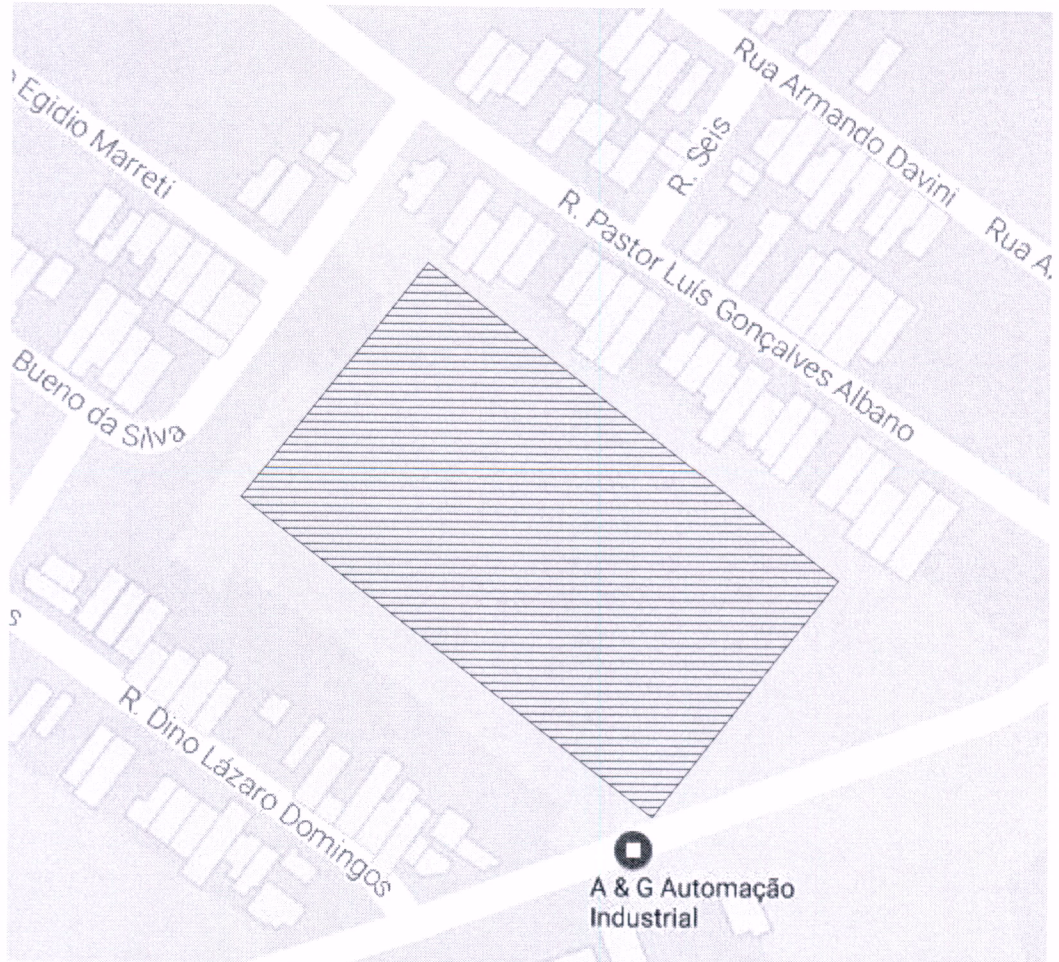 Rua Armando Davini
Rua A.
R. Seis
Egidio Marreti
R. Pastor Luís Gonçalves Albano
Bueno da Silva
s
R. Dino Lázaro Domingos
A & G Automação
Industrial